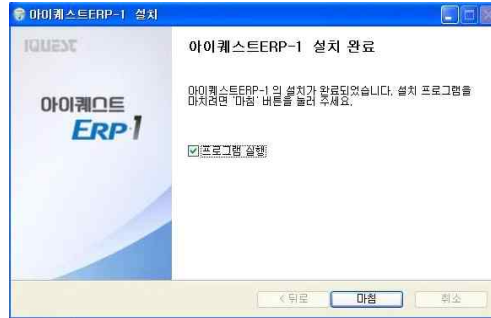 아이퀘스트ERP-1 설치
IQUEST
아이퀘스트
ERP 1
아이퀘스트ERP-1 설치 완료
아이퀘스트ERP-1 의 설치가 완료되었습니다. 설치 프로그램을
마치려면 '마침' 버튼을 눌러 주세요.
프로그램 실행
< 뒤로
마침
취소